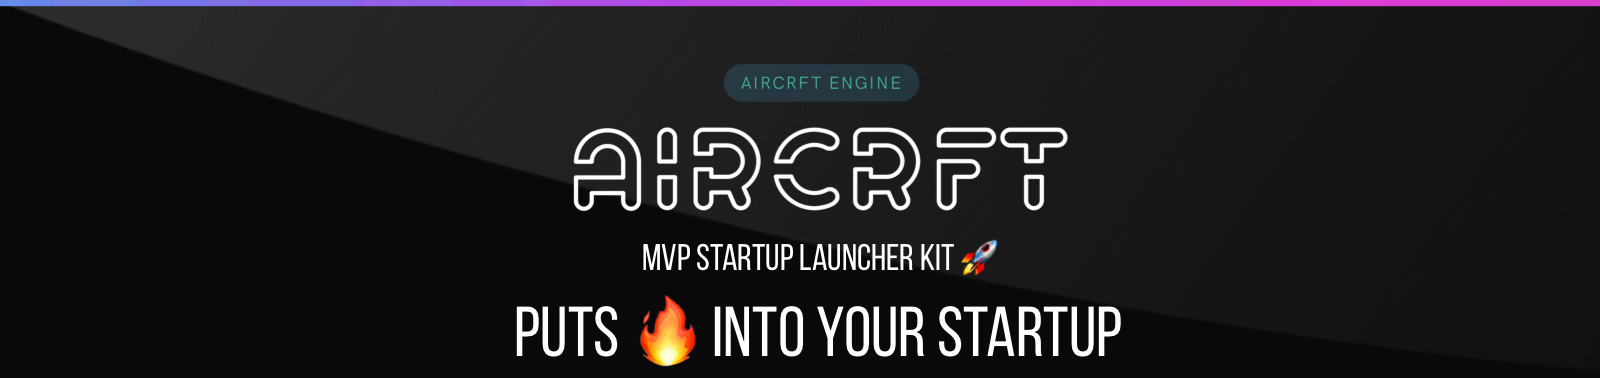 AIRCRFT ENGINE
AIRCRFT
MVP STARTUP LAUNCHER KIT 🚀
PUTS 🔥 INTO YOUR STARTUP